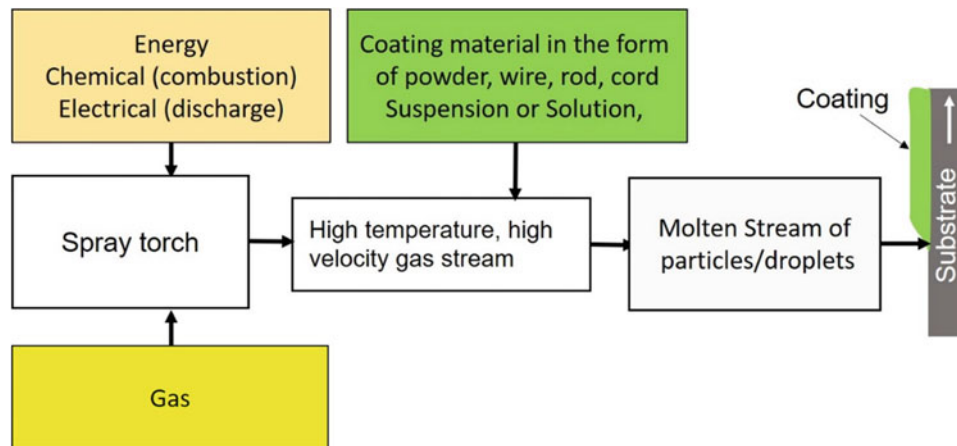 Energy
Chemical (combustion)
Electrical (discharge)
Coating material in the form
of powder, wire, rod, cord
Suspension or Solution,
Coating
Spray torch
High temperature, high
velocity gas stream
Molten Stream of
particles/droplets
Substrate
Gas